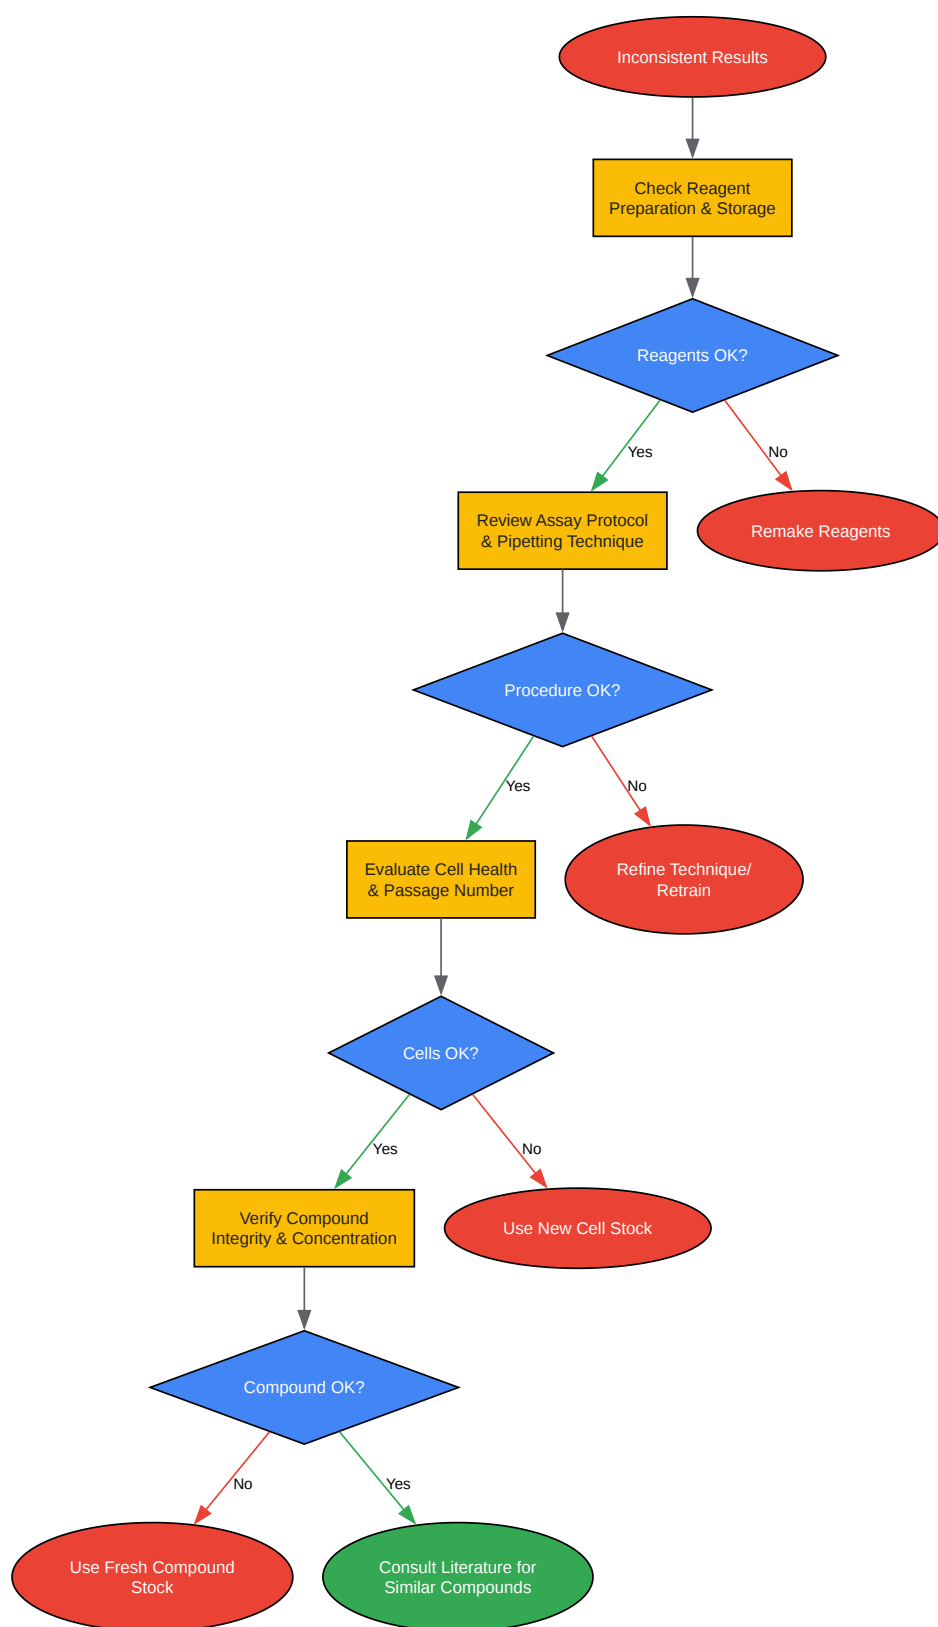 Inconsistent Results
Check Reagent
Preparation & Storage
Reagents OK?
Yes
No
Review Assay Protocol
& Pipetting Technique
Remake Reagents
Procedure OK?
Yes
No
Evaluate Cell Health
& Passage Number
Refine Technique/
Retrain
Cells OK?
Yes
No
Verify Compound
Integrity & Concentration
Use New Cell Stock
Compound OK?
No
Yes
Use Fresh Compound
Stock
Consult Literature for
Similar Compounds